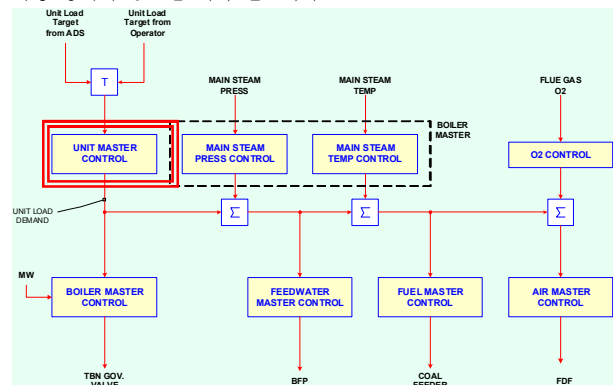 Unit Load
Target
from ADS
Unit Load
Target from
Operator
T
MAIN STEAM
PRESS
MAIN STEAM
TEMP
FLUE GAS
O2
BOILER
MASTER
UNIT MASTER
CONTROL
MAIN STEAM
PRESS CONTROL
MAIN STEAM
TEMP CONTROL
O2 CONTROL
UNIT LOAD
DEMAND
Σ
Σ
Σ
MW
BOILER MASTER
CONTROL
FEEDWATER
MASTER CONTROL
FUEL MASTER
CONTROL
AIR MASTER
CONTROL
TBN GOV.
VALVE
BFP
COAL
FEEDER
FDF